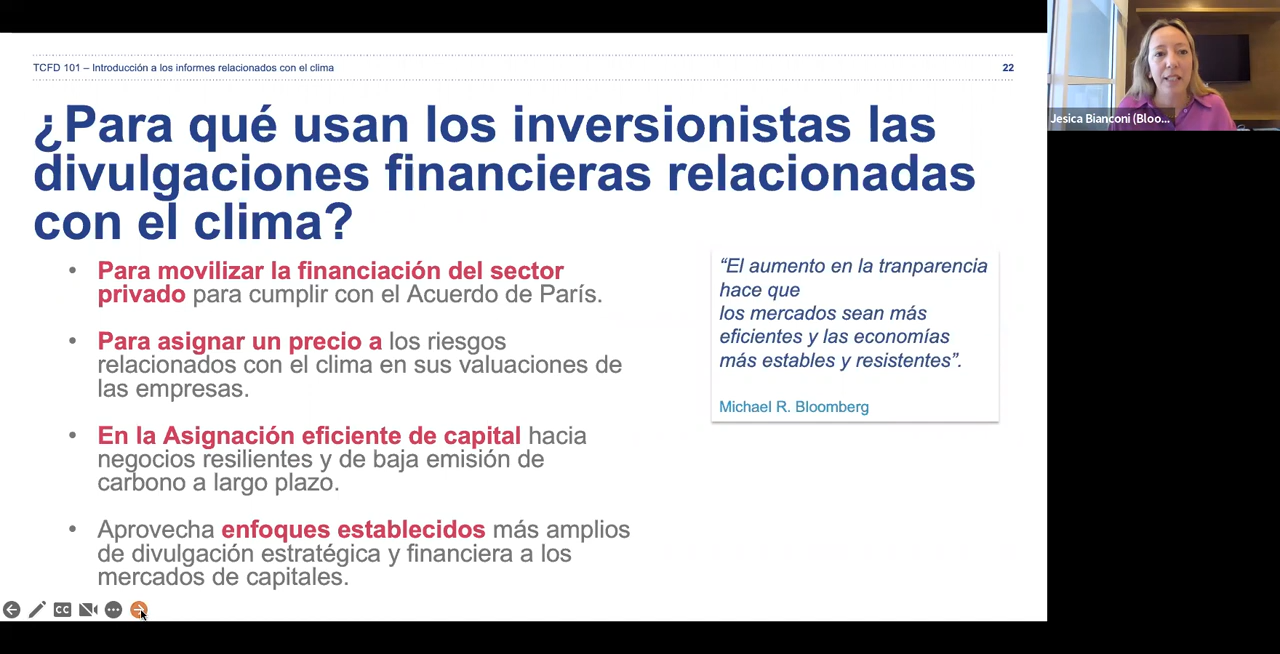 TCFD 101 – Introducción a los informes relacionados con el clima
22
¿Para qué usan los inversionistas las
divulgaciones financieras relacionadas
con el clima?
• Para movilizar la financiación del sector
privado para cumplir con el Acuerdo de París.
• Para asignar un precio a los riesgos
relacionados con el clima en sus valuaciones de
las empresas.
• En la Asignación eficiente de capital hacia
negocios resilientes y de baja emisión de
carbono a largo plazo.
• Aprovecha enfoques establecidos más amplios
de divulgación estratégica y financiera a los
mercados de capitales.
“El aumento en la tranparencia
hace que
los mercados sean más
eficientes y las economías
más estables y resistentes”.
Michael R. Bloomberg
CC
Jesica Bianconi (Bloo...